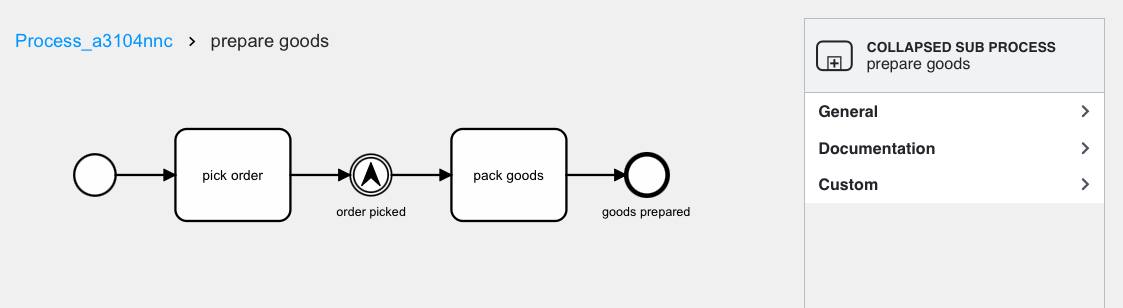 Process_a3104nnc > prepare goods
COLLAPSED SUB PROCESS
prepare goods
General
Documentation
Custom
pick order
order picked
pack goods
goods prepared